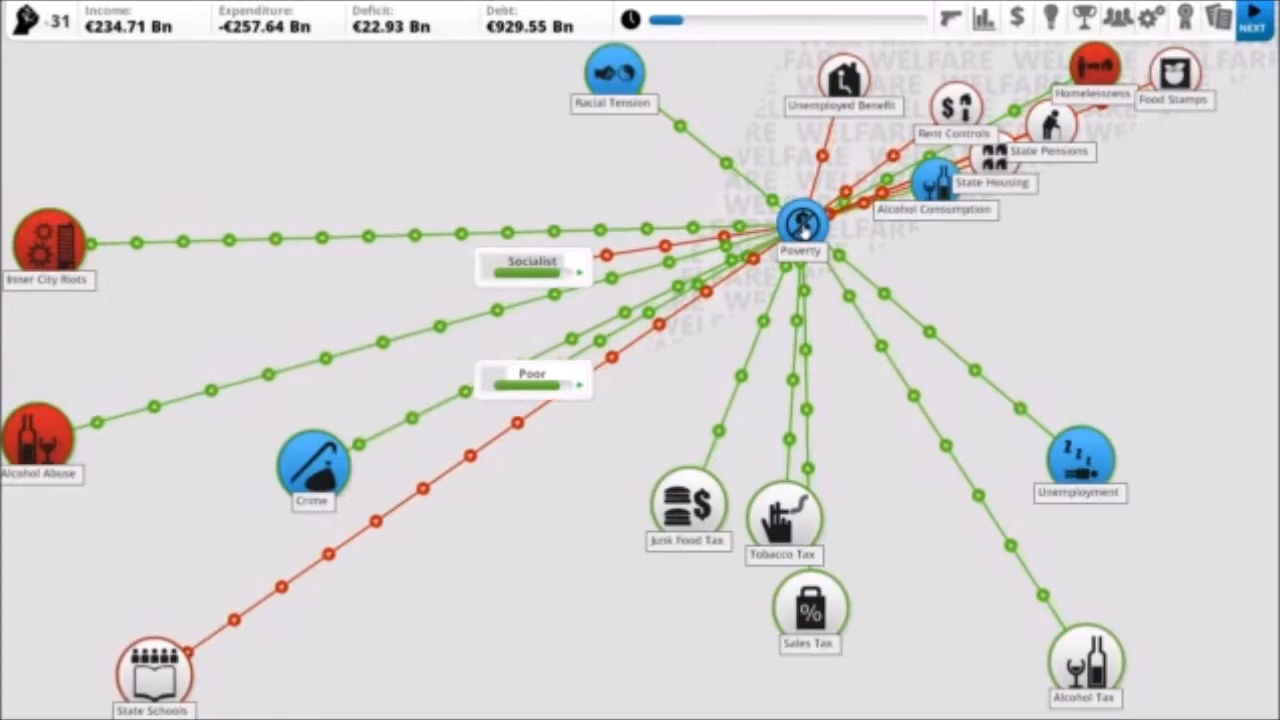 31
Income:
€234.71 Bn
Expenditure:
-€257.64 Bn
Deficit:
€22.93 Bn
Debt:
€929.55 Bn
NEXT
Racial Tension
Unemployed Benefit
Homelessness
Food Stamps
Rent Controls
State Pensions
State Housing
Alcohol Consumption
Poverty
Inner City Riots
Socialist
Poor
Alcohol Abuse
Crime
Unemployment
Junk Food Tax
Tobacco Tax
Sales Tax
State Schools
Alcohol Tax
WELFARE WELFARE
WELFARE